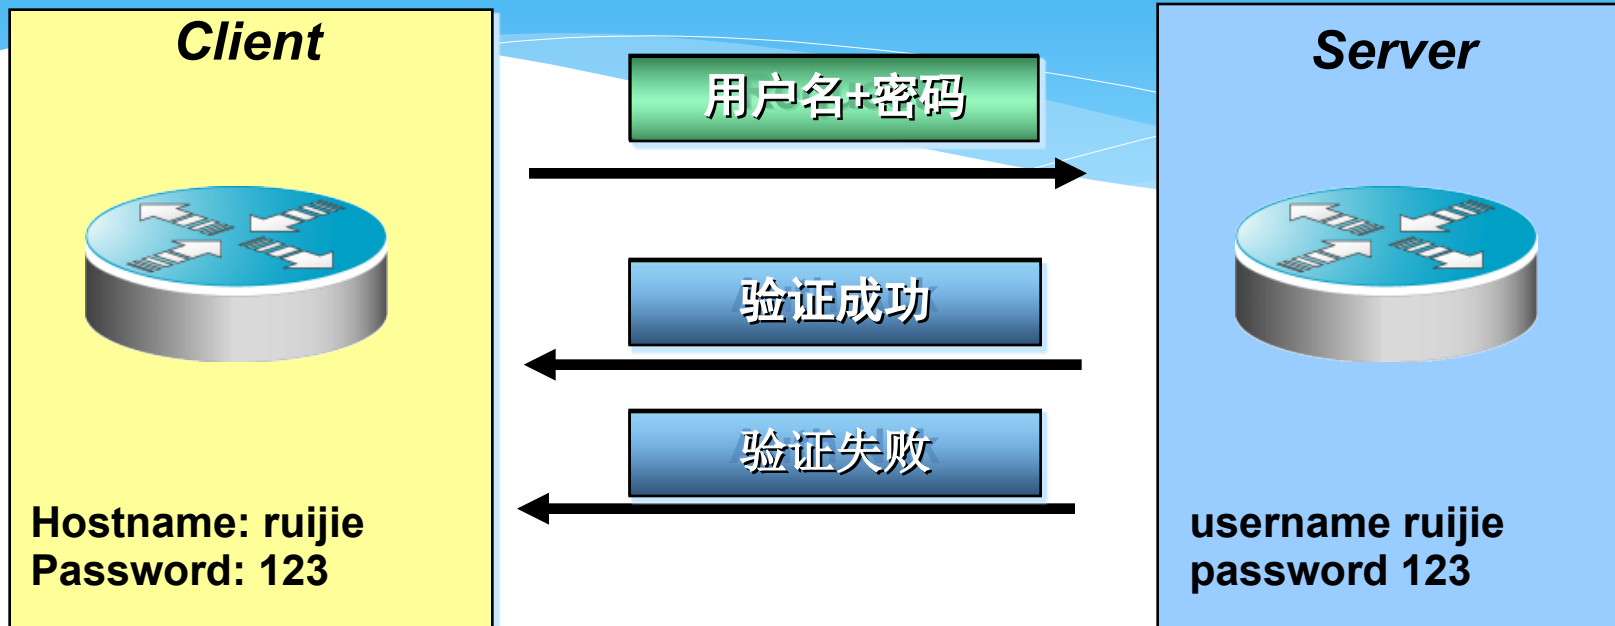 Client
Server
用户名+密码
验证成功
验证失败
Hostname: ruijie
Password: 123
username ruijie
password 123